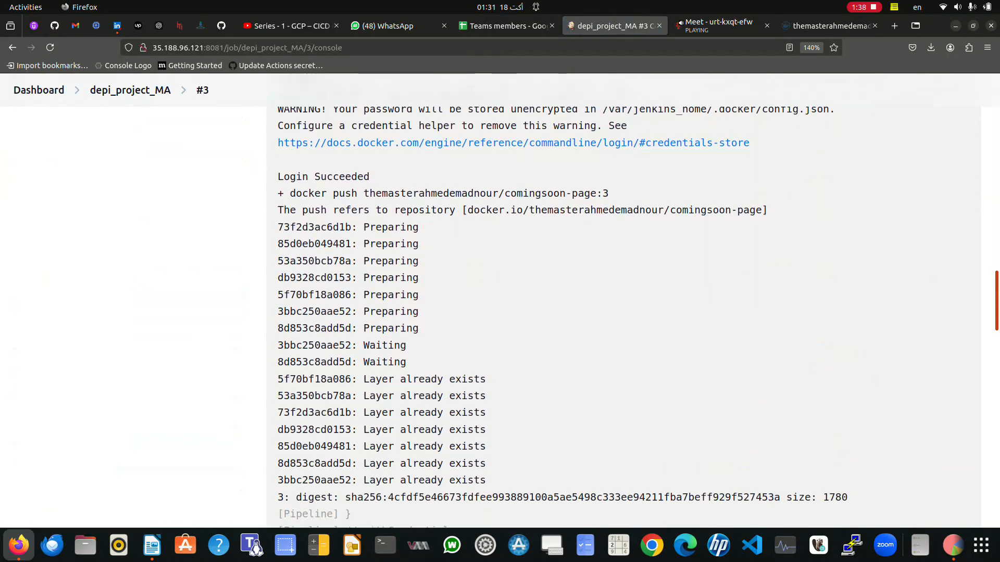 Activities Firefox 01:31 18 أكت 1:38 en
Series - 1 - GCP – CICD (48) WhatsApp Teams members - Goo depi_project_MA #3 C Meet - urt-kxqt-efw themasterahmedemad
PLAYING
35.188.96.121:8081/job/depi_project_MA/3/console 140%
Import bookmarks... Console Logo Getting Started Update Actions secret...
Dashboard depi_project_MA #3
WARNING! Your password will be stored unencrypted in /var/jenkins_home/.docker/config.json.
Configure a credential helper to remove this warning. See
https://docs.docker.com/engine/reference/commandline/login/#credentials-store
Login Succeeded
+ docker push themasterahmedemadnour/comingsoon-page:3
The push refers to repository [docker.io/themasterahmedemadnour/comingsoon-page]
73f2d3ac6d1b: Preparing
85d0eb049481: Preparing
53a350bcb78a: Preparing
db9328cd0153: Preparing
5f70bf18a086: Preparing
3bbc250aae52: Preparing
8d853c8add5d: Preparing
3bbc250aae52: Waiting
8d853c8add5d: Waiting
5f70bf18a086: Layer already exists
53a350bcb78a: Layer already exists
73f2d3ac6d1b: Layer already exists
db9328cd0153: Layer already exists
85d0eb049481: Layer already exists
8d853c8add5d: Layer already exists
3bbc250aae52: Layer already exists
3: digest: sha256:4cfdf5e46673fdfee993889100a5ae5498c333ee94211fba7beff929f527453a size: 1780
[Pipeline] }